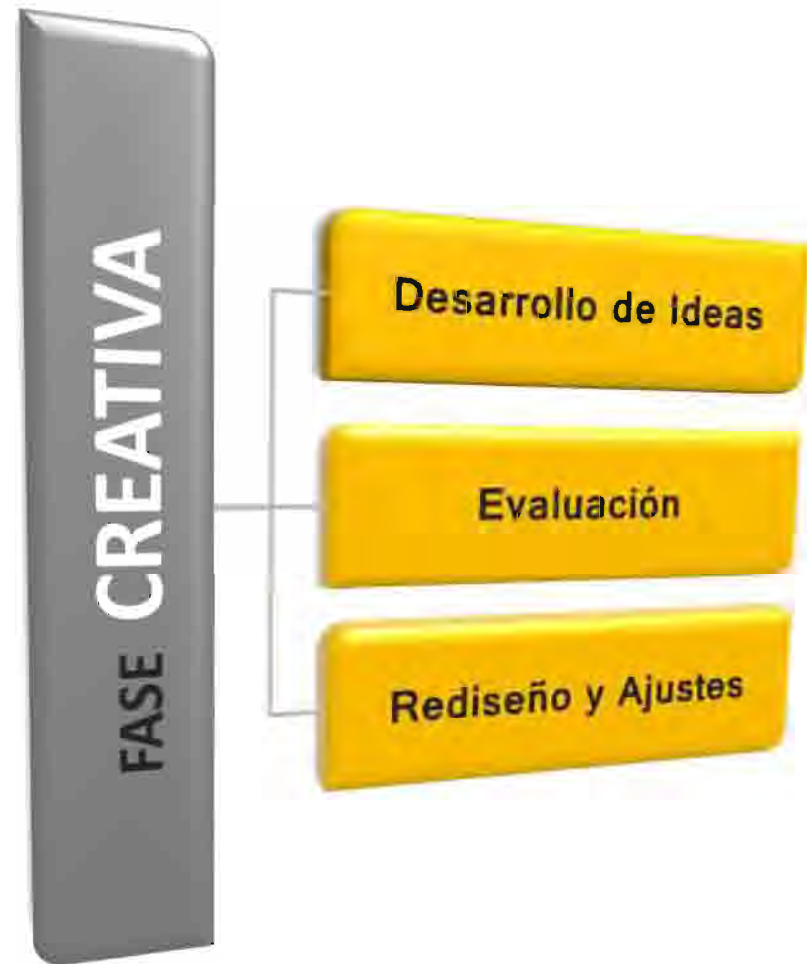 FASE CREATIVA
Desarrollo de Ideas
Evaluación
Rediseño y Ajustes